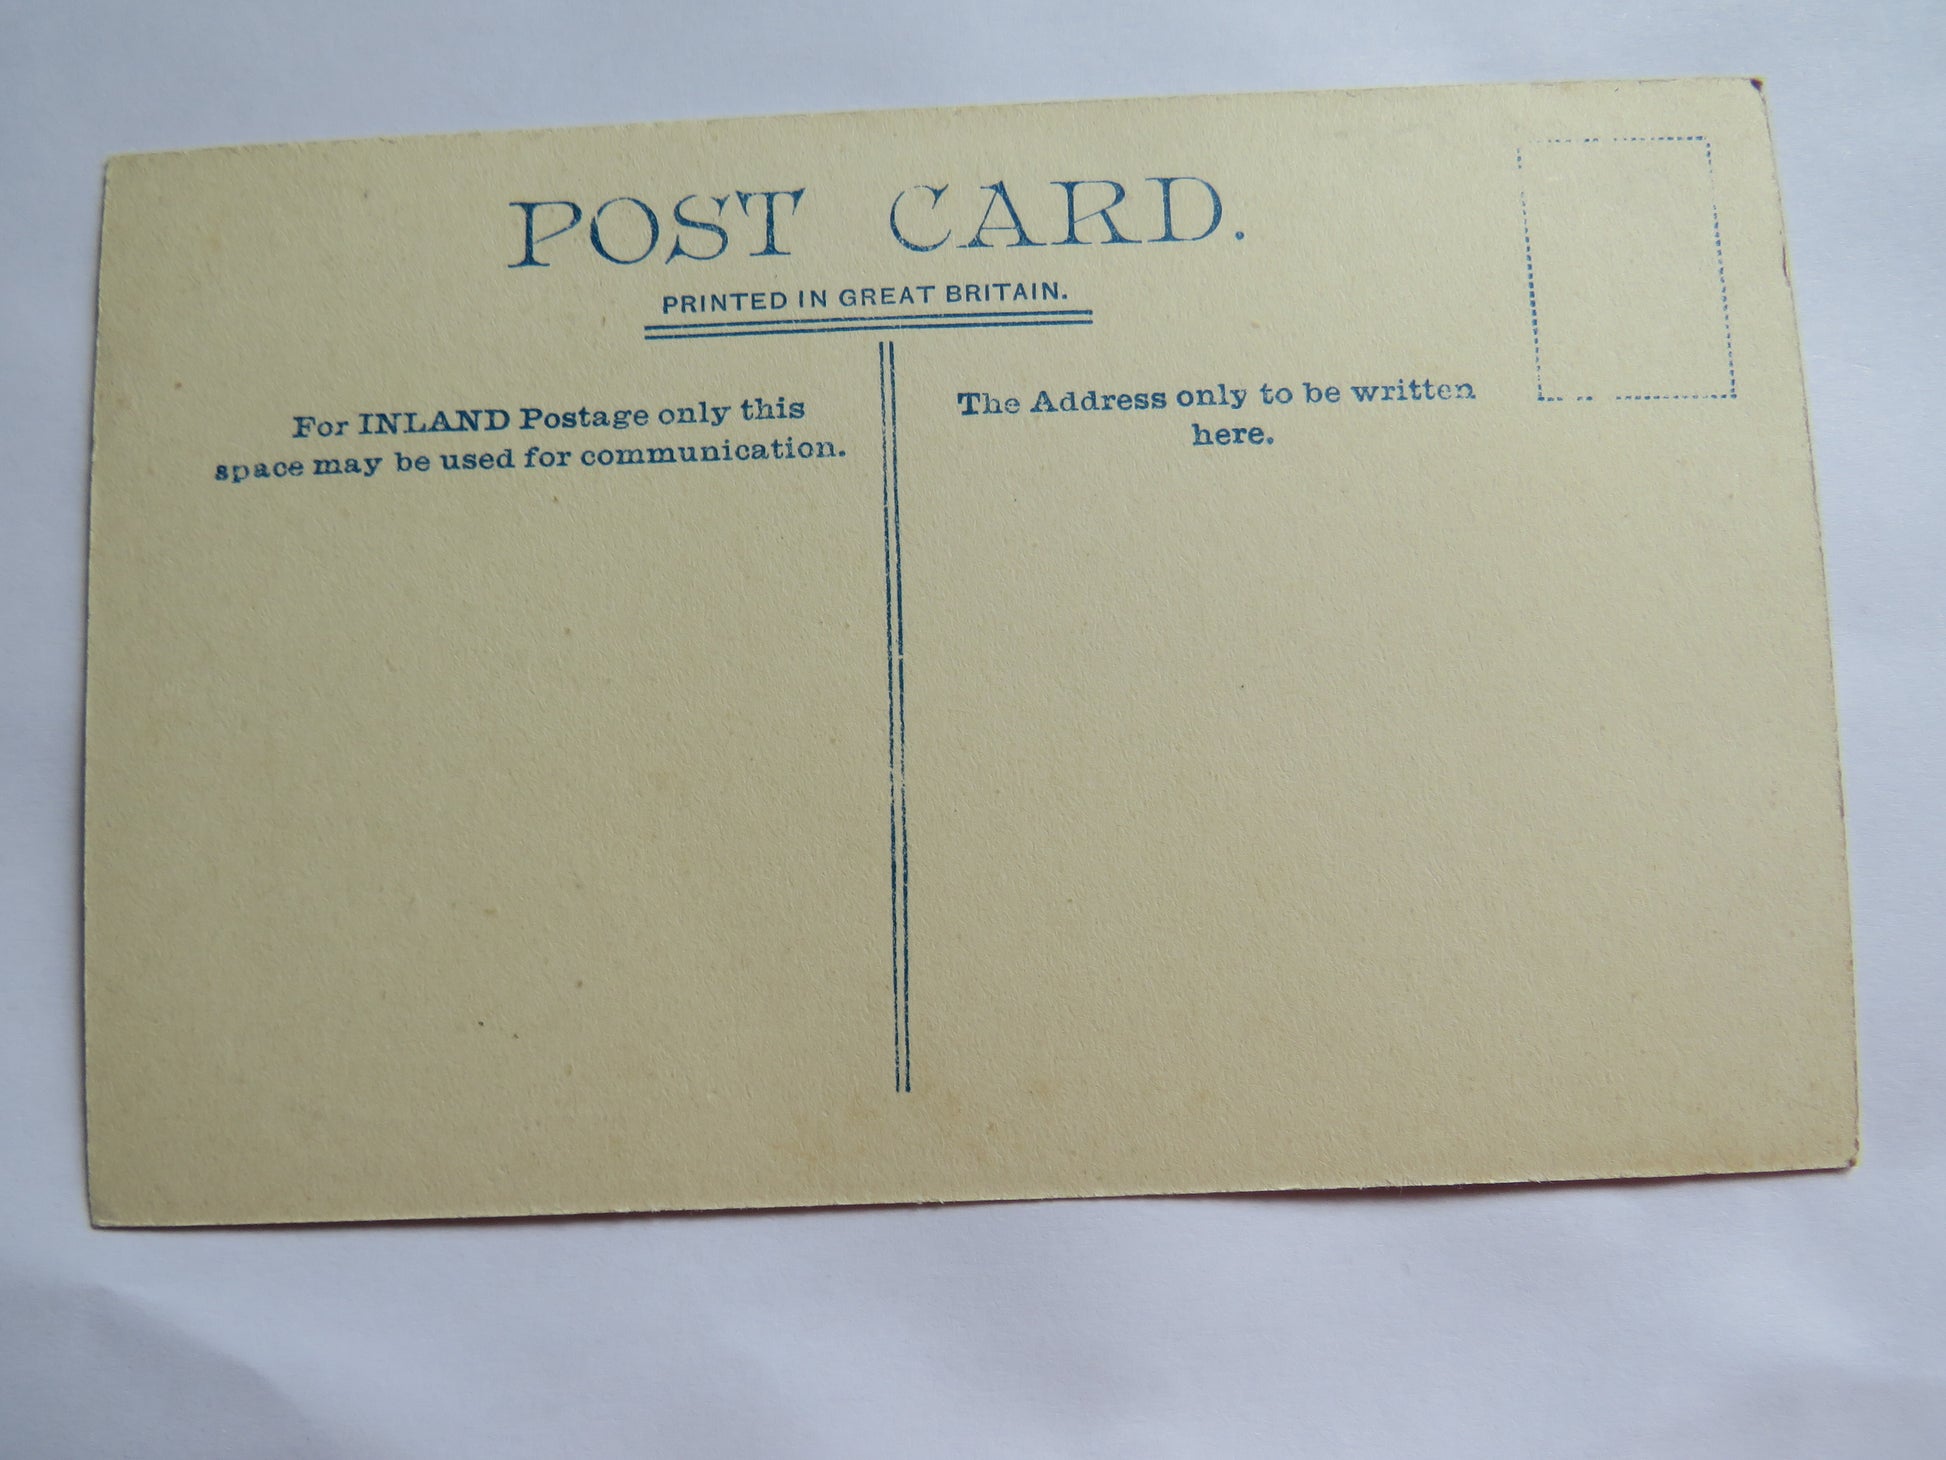 POST CARD.
PRINTED IN GREAT BRITAIN.
For INLAND Postage only this
space may be used for communication.
The Address only to be written
here.